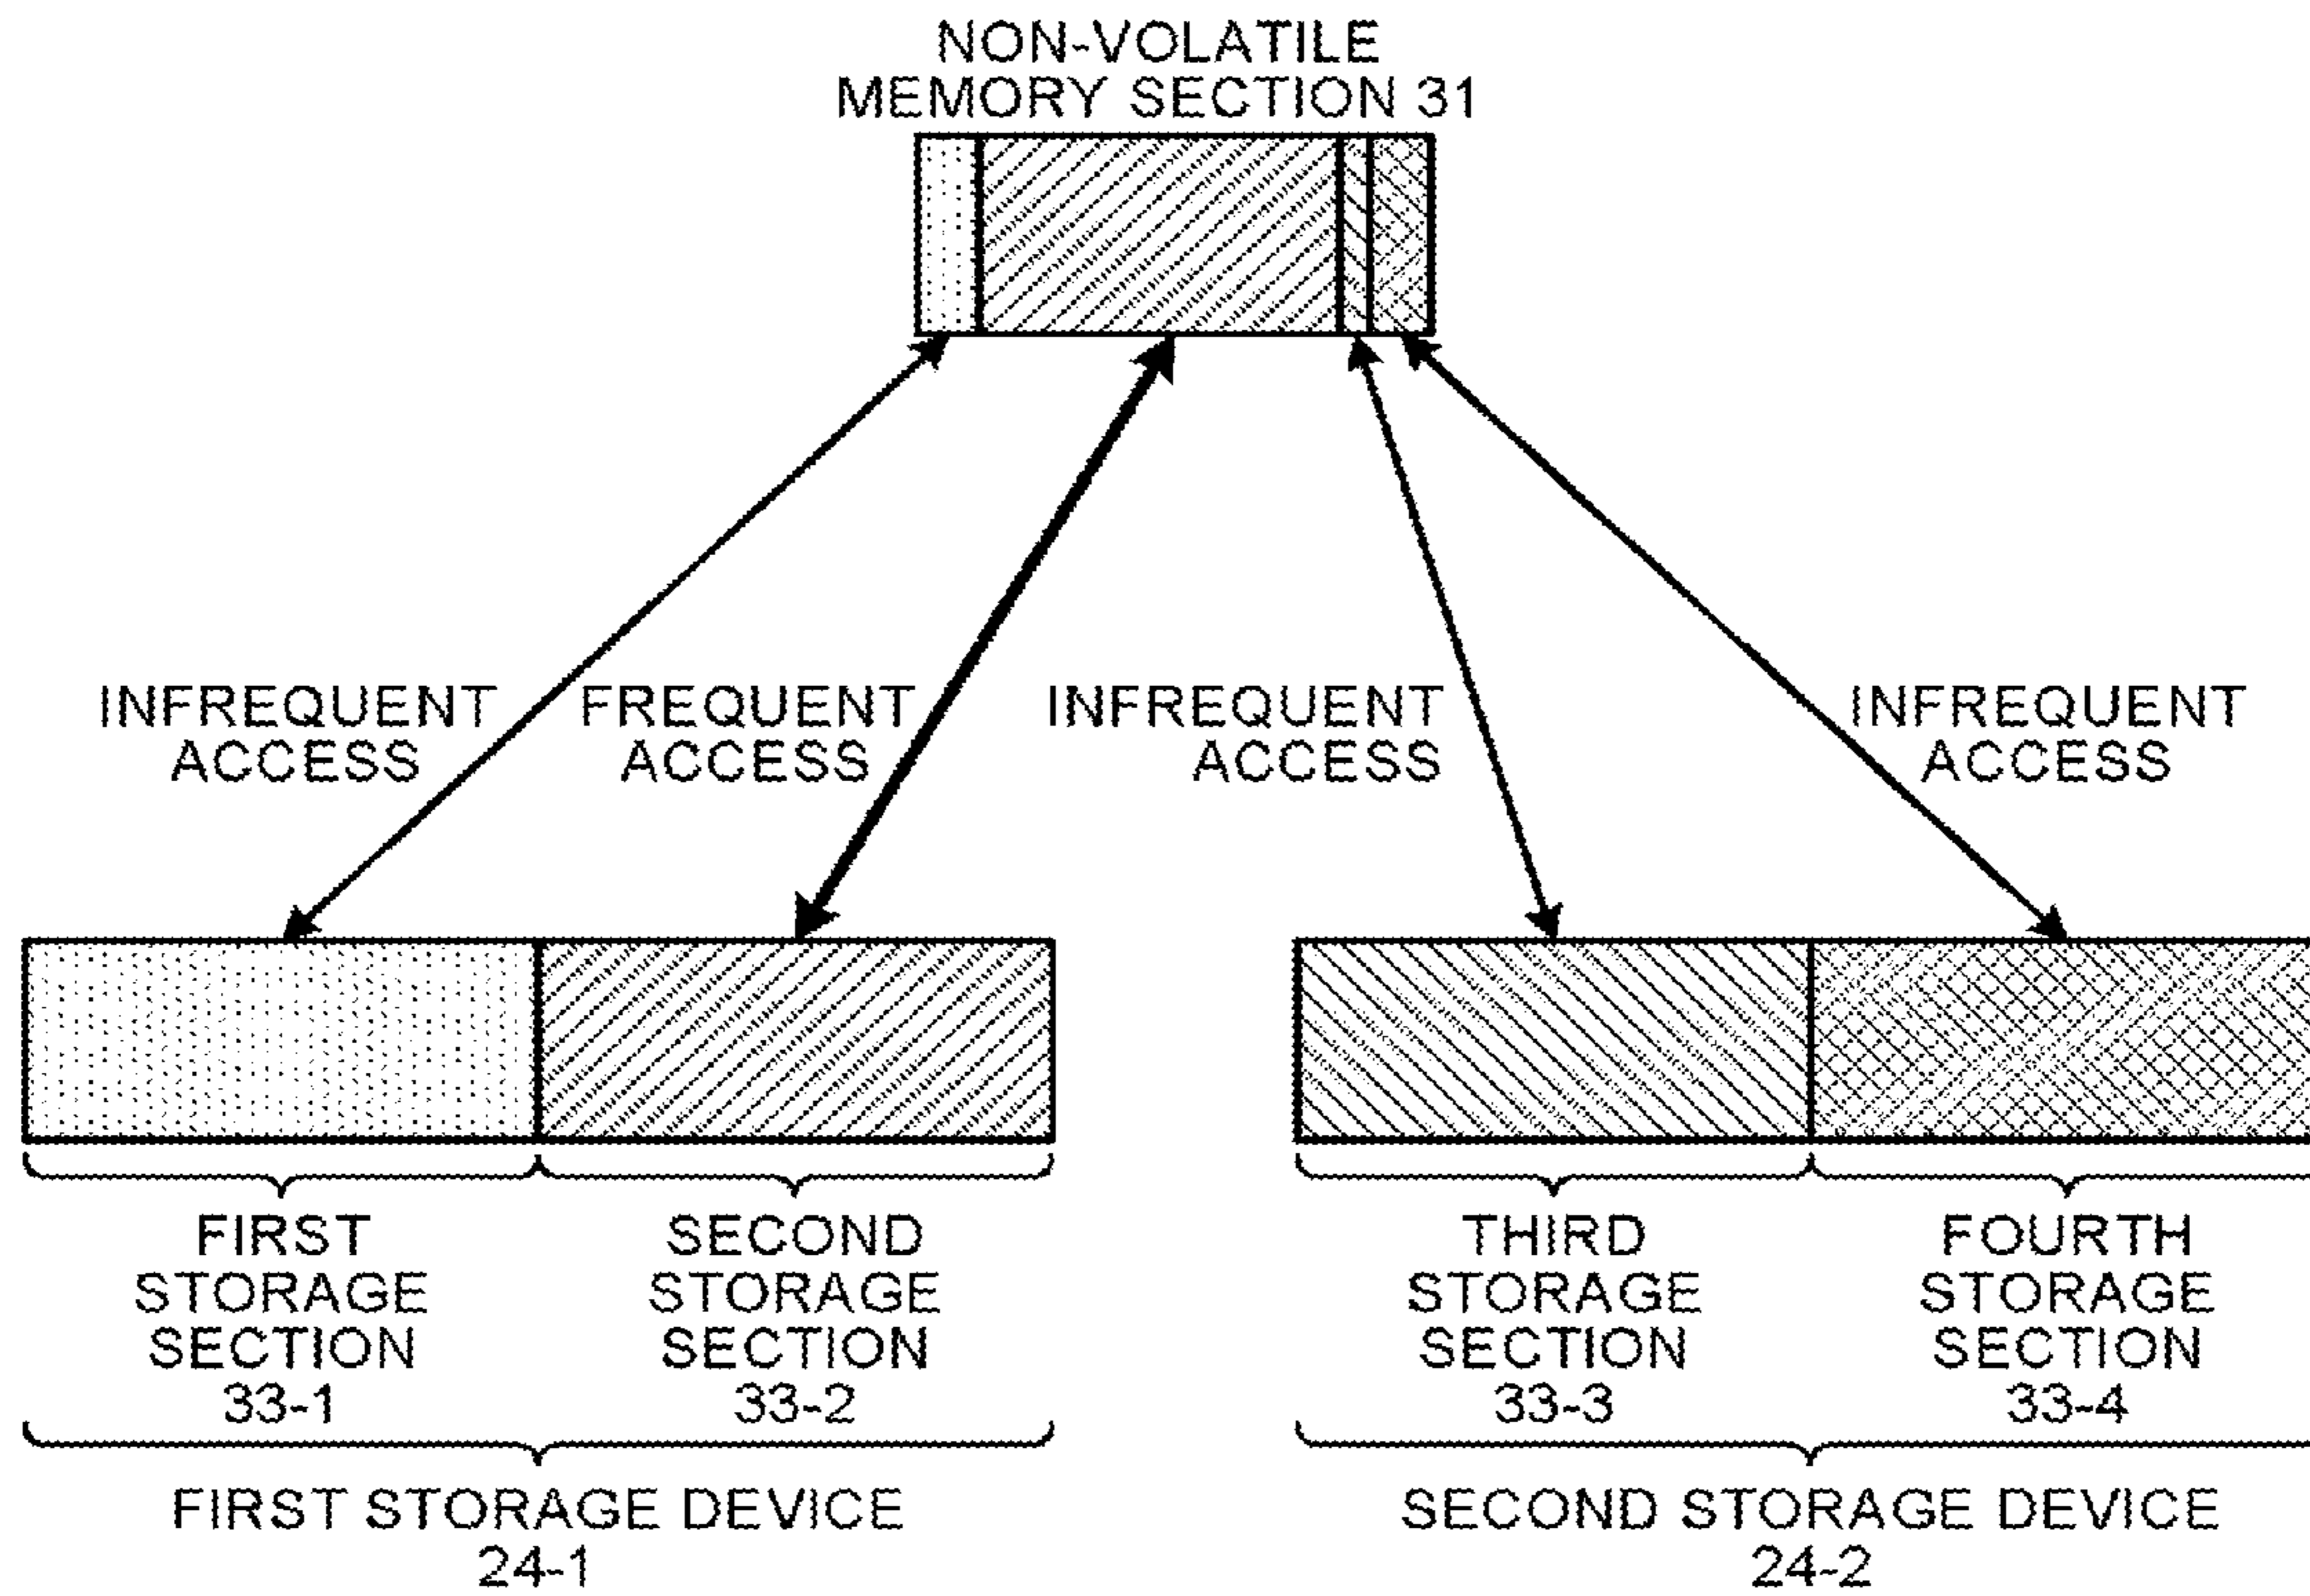 NON-VOLATILE
MEMORY SECTION 31
INFREQUENT
ACCESS
FREQUENT
ACCESS
INFREQUENT
ACCESS
INFREQUENT
ACCESS
FIRST
STORAGE
SECTION
33-1
SECOND
STORAGE
SECTION
33-2
THIRD
STORAGE
SECTION
33-3
FOURTH
STORAGE
SECTION
33-4
FIRST STORAGE DEVICE
24-1
SECOND STORAGE DEVICE
24-2